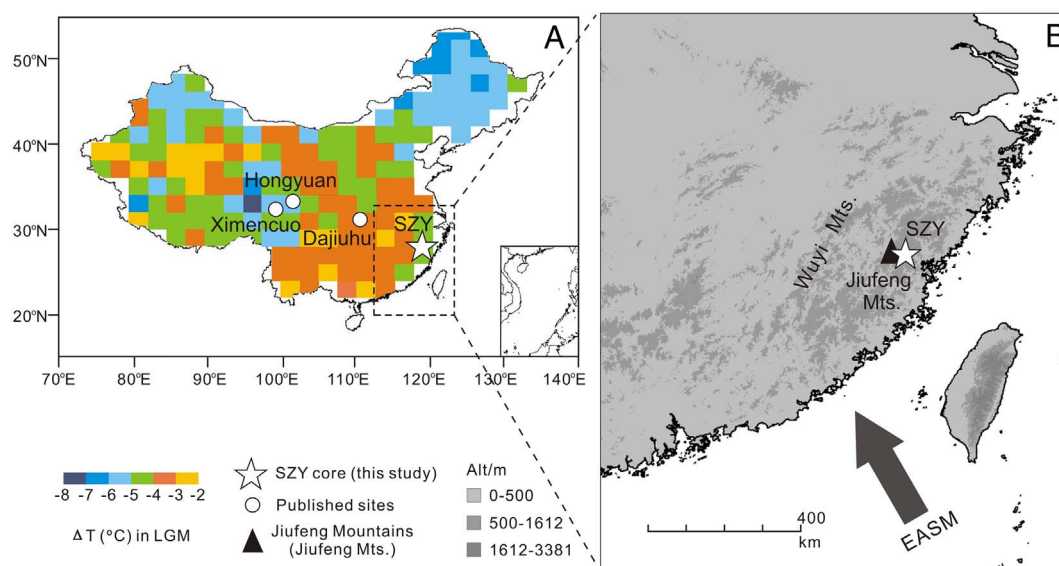 A
50°N
40°N
30°N
20°N
70°E
80°E
90°E
100°E
110°E
120°E
130°E
140°E
Hongyuan
Ximencuo
Dajiuhu
SZY
-8 -7 -6 -5 -4 -3 -2
ΔT (°C) in LGM
SZY core (this study)
Published sites
Jiufeng Mountains
(Jiufeng Mts.)
Alt/m
0-500
500-1612
1612-3381
B
Wuyi Mts.
SZY
Jiufeng
Mts.
400
km
EASM